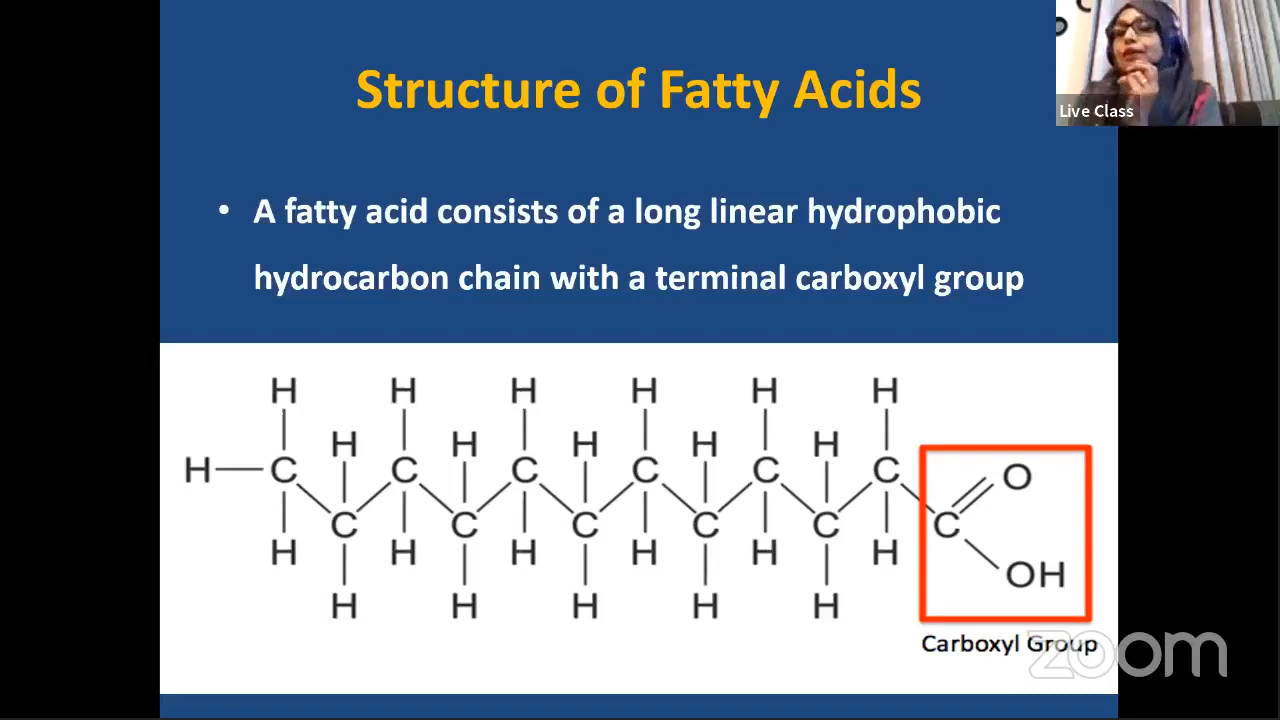 Structure of Fatty Acids
Live Class
• A fatty acid consists of a long linear hydrophobic
hydrocarbon chain with a terminal carboxyl group
H H H H H H
H H H H H
H C C C C C C O
C C C C C C
H H H H H H
OH
H H H H H
Carboxyl Group
zoom